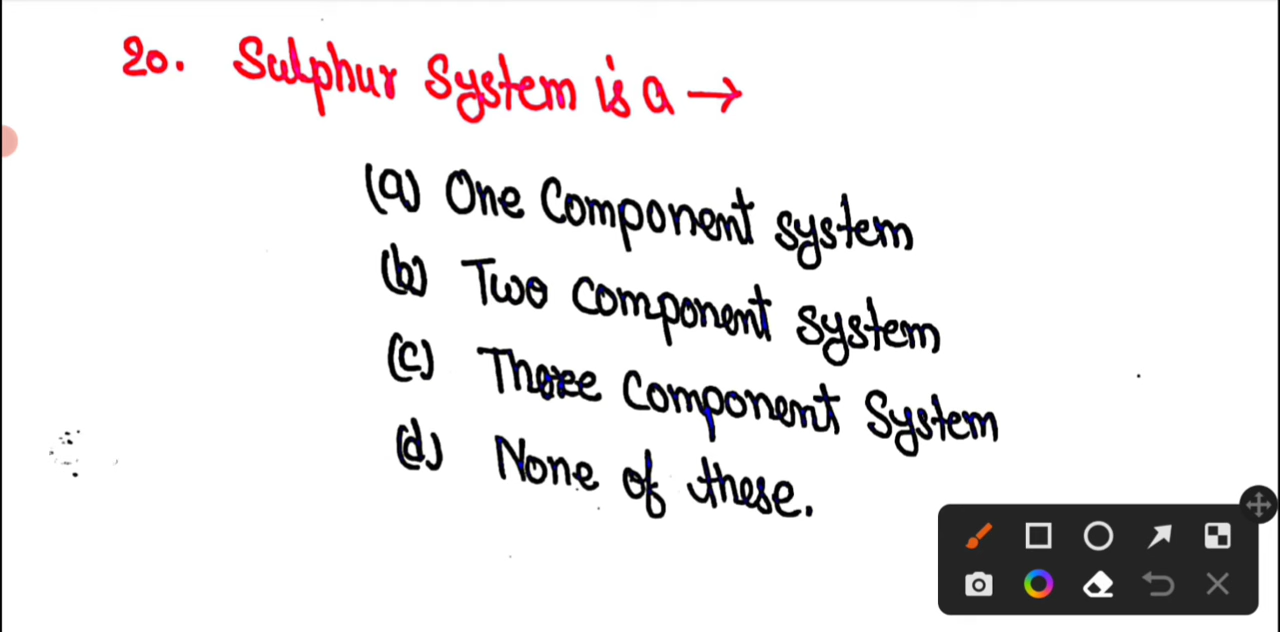 20. Sulphur System is a →
(a) One Component system
(b) Two component system
(c) Three Component System
(d) None of these.